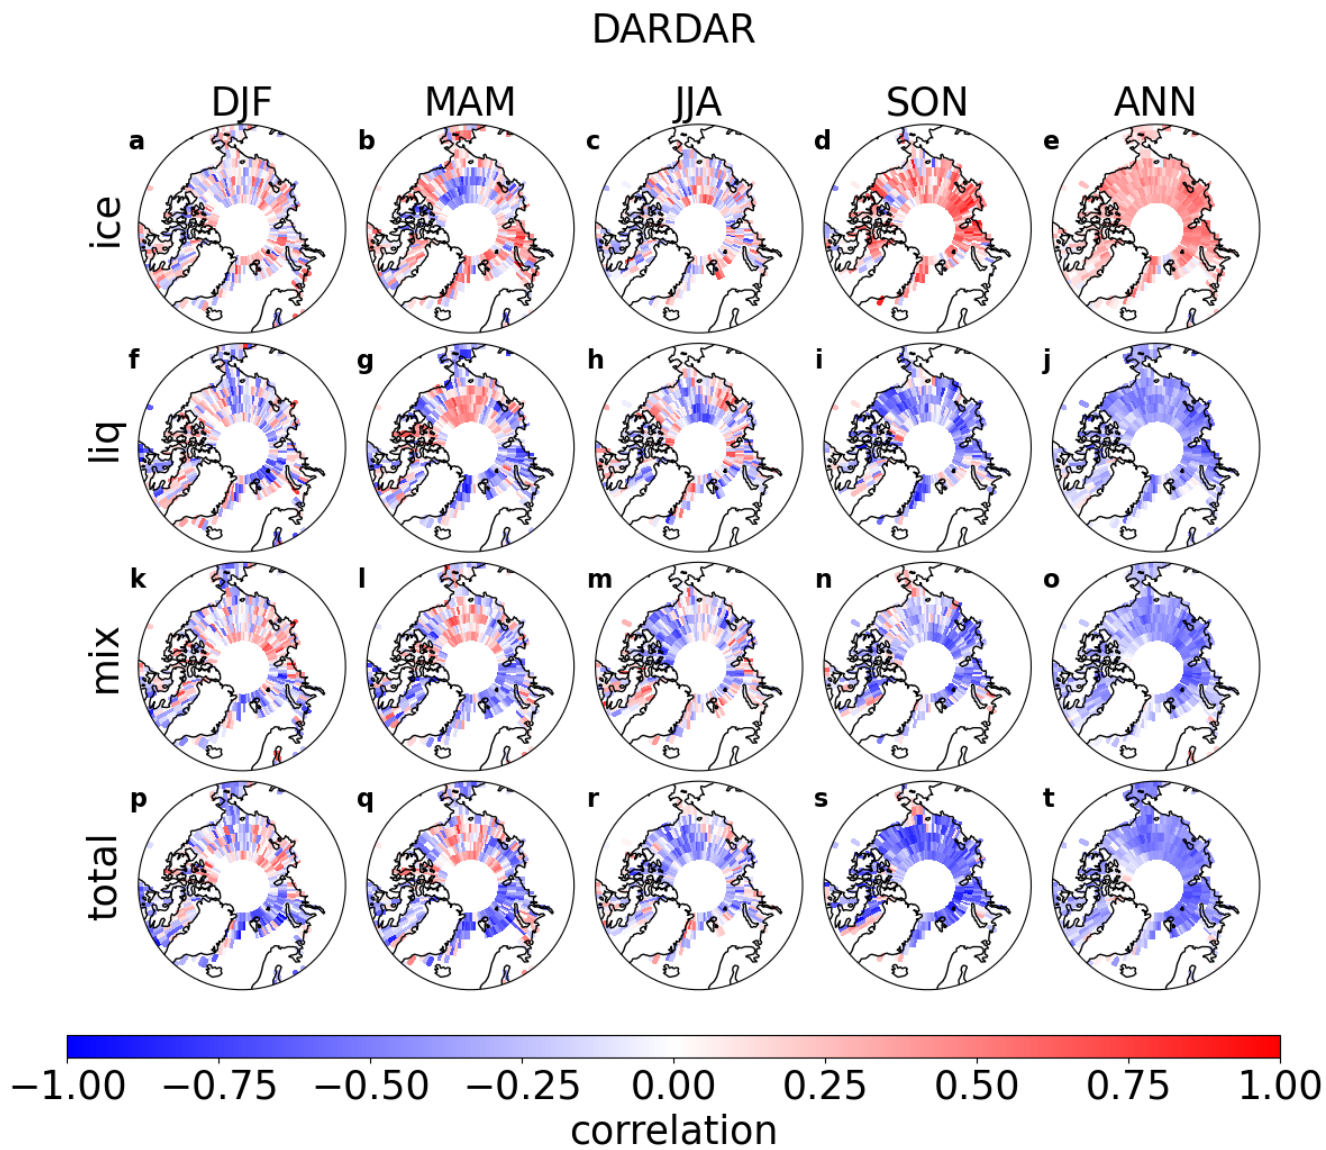 DARDAR
DJF MAM JJA SON ANN
a b c d e
ice
f g h i j
liq
k l m n o
mix
p q r s t
total
−1.00 −0.75 −0.50 −0.25 0.00 0.25 0.50 0.75 1.00
correlation